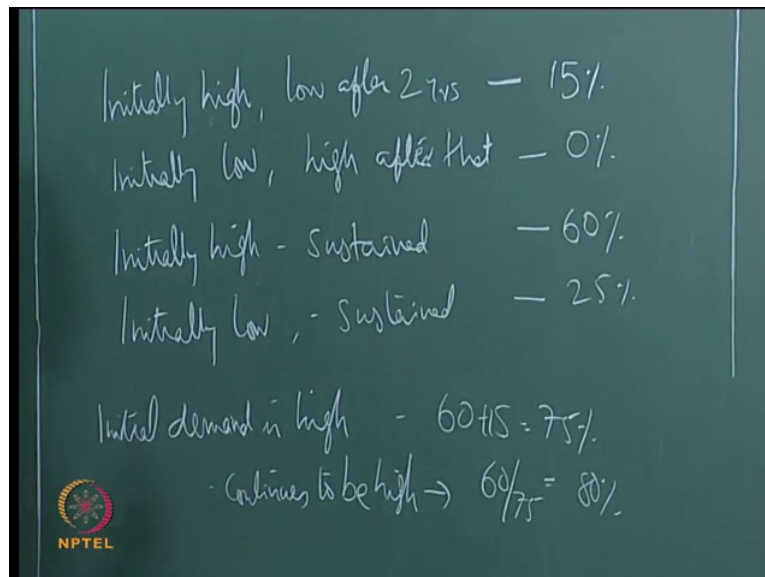 Initially high, Low after 2 yrs — 15%
Initially low, high after that — 0%
Initially high - Sustained — 60%
Initially low, - Sustained — 25%
Initial demand is high - 60+15 = 75%
- Continues to be high → 60/75 = 80%
NPTEL